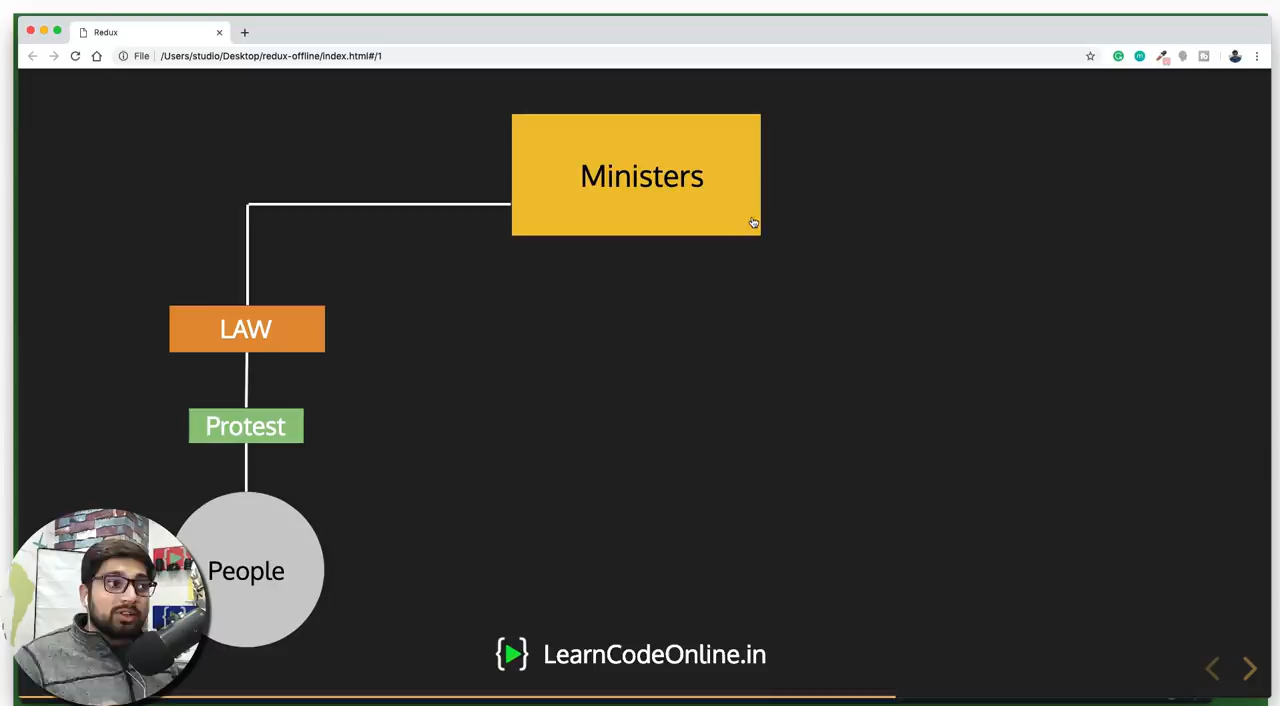 Redux
File
/Users/studio/Desktop/redux-offline/index.html#/1
Ministers
LAW
Protest
People
LearnCodeOnline.in